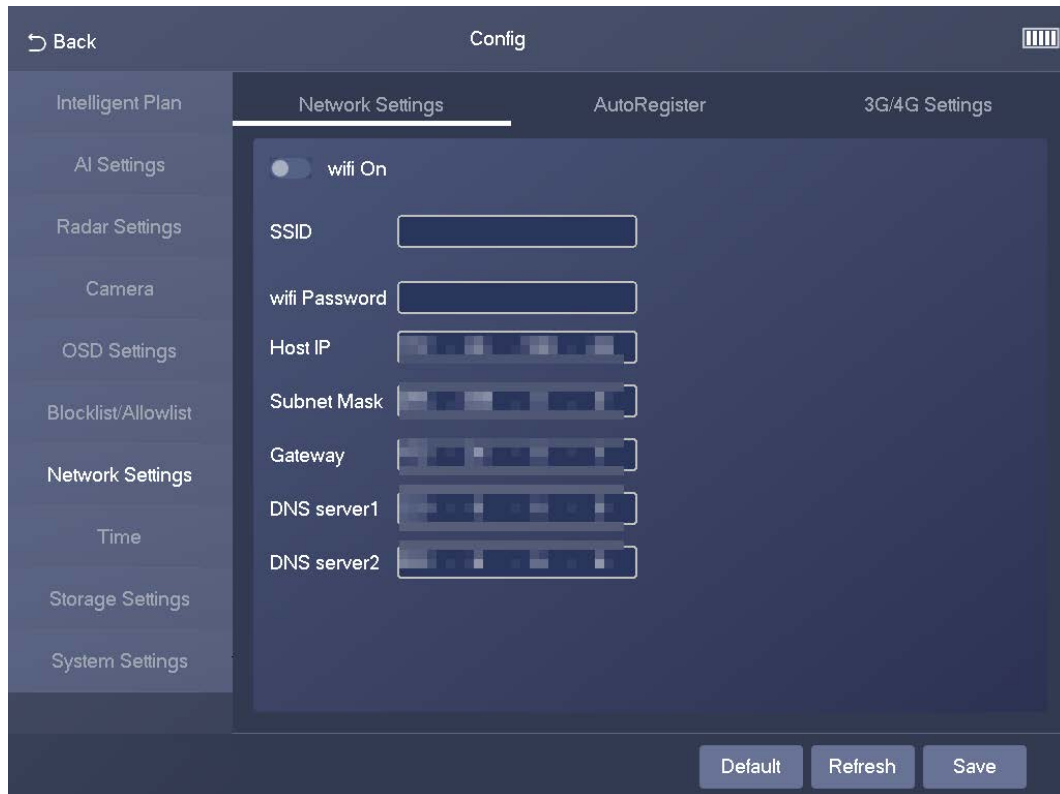 Back
Config
Intelligent Plan
AI Settings
Radar Settings
Camera
OSD Settings
Blocklist/Allowlist
Network Settings
Time
Storage Settings
System Settings
Network Settings
AutoRegister
3G/4G Settings
wifi On
SSID
wifi Password
Host IP
Subnet Mask
Gateway
DNS server1
DNS server2
Default
Refresh
Save